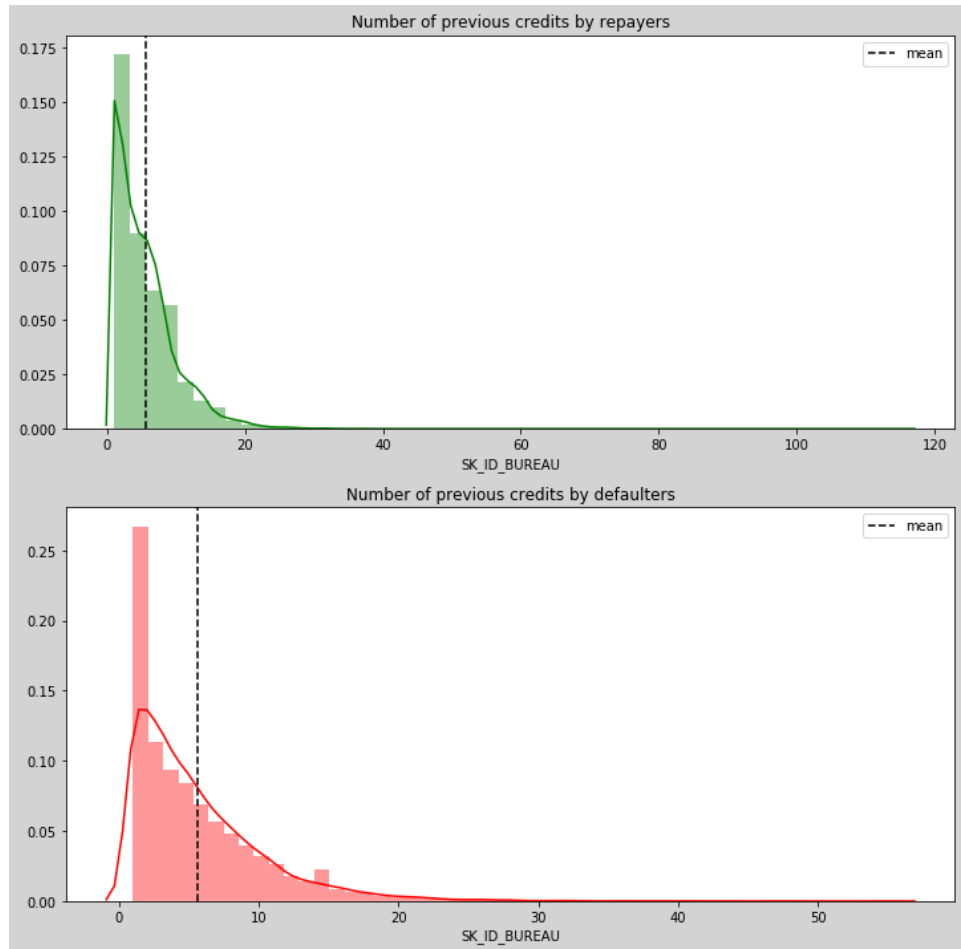 Number of previous credits by repayers
mean
0.175
0.150
0.125
0.100
0.075
0.050
0.025
0.000
0 20 40 60 80 100 120
SK_ID_BUREAU
Number of previous credits by defaulters
mean
0.25
0.20
0.15
0.10
0.05
0.00
0 10 20 30 40 50
SK_ID_BUREAU